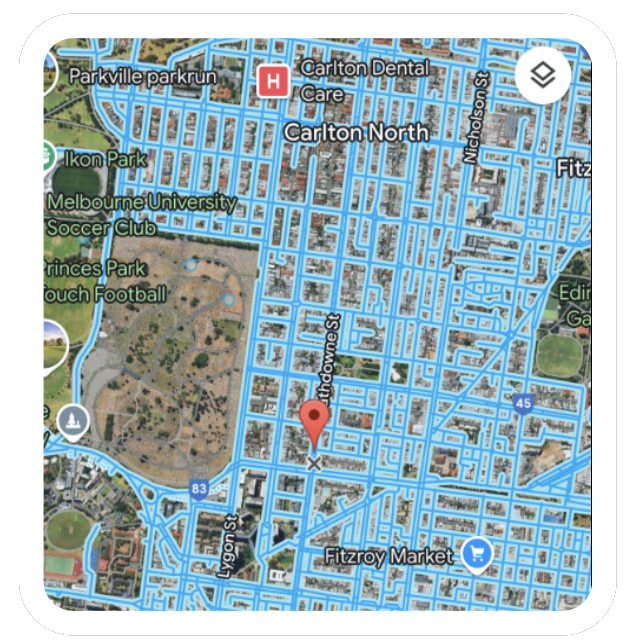 Parkville parkrun
H
Carlton Dental
Care
Nicholson St
Carlton North
Ikon Park
Fitz
Melbourne University
Soccer Club
Princes Park
Touch Football
Edin
Ga
thdowne St
45
e
83
Lygon St
Fitzroy Market